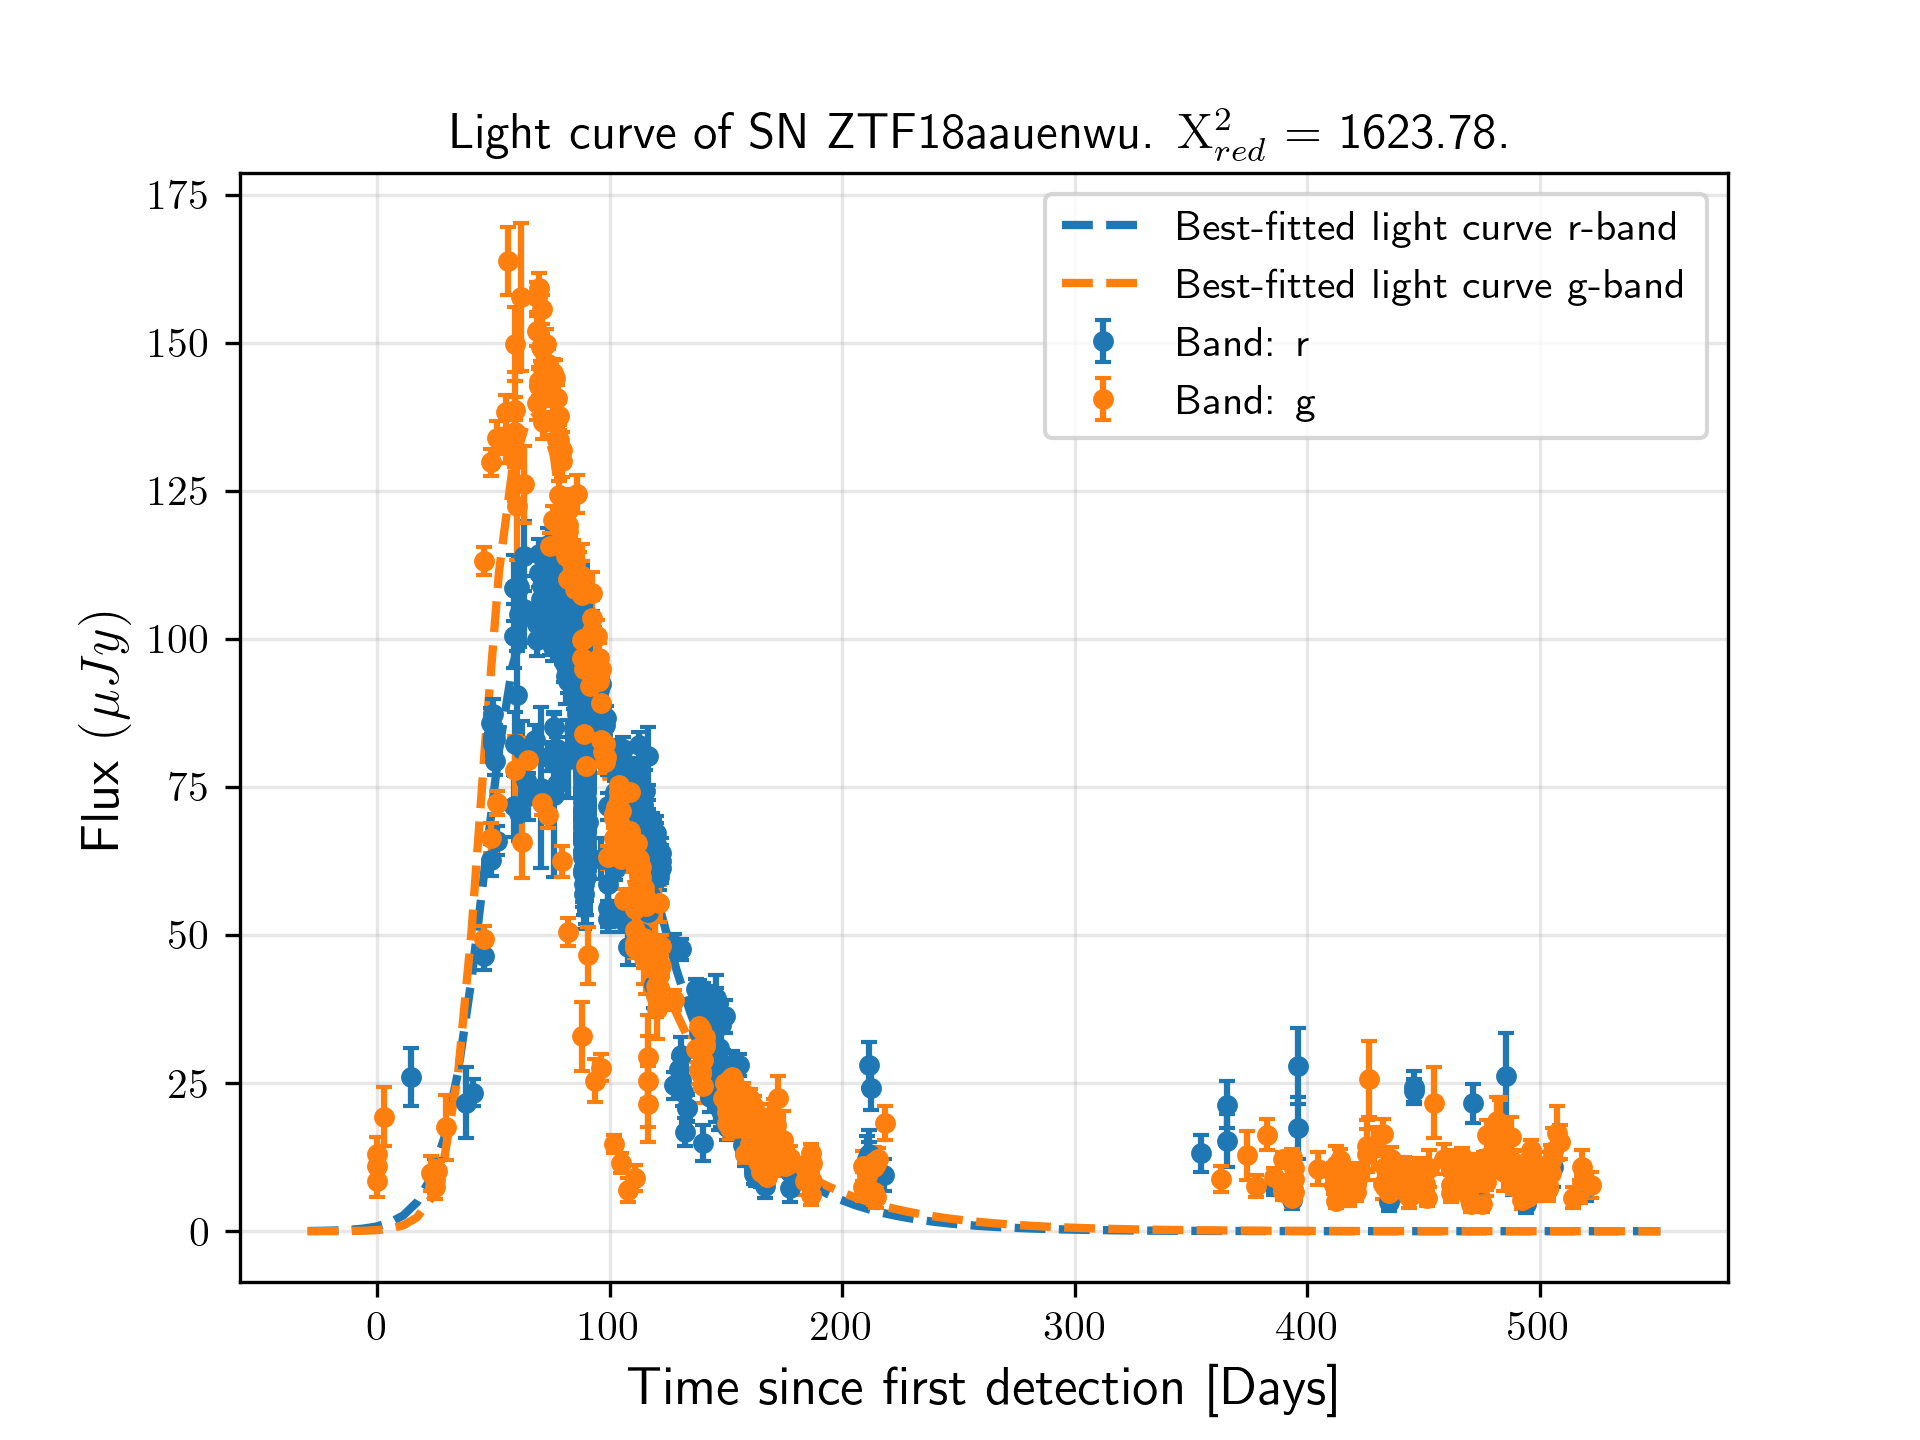 Light curve of SN ZTF18aauenwu. X²_red = 1623.78.
175
150
125
100
75
50
25
0
Flux (μJy)
Best-fitted light curve r-band
Best-fitted light curve g-band
Band: r
Band: g
0 100 200 300 400 500
Time since first detection [Days]